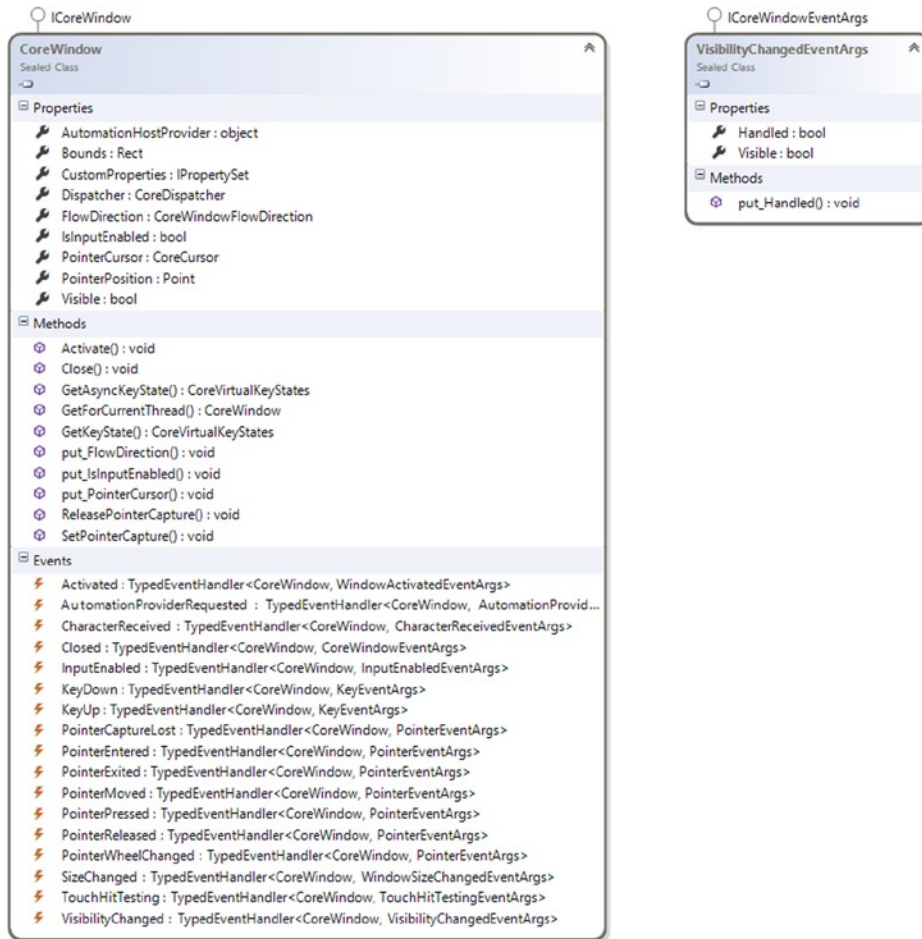 ICoreWindow
CoreWindow
Sealed Class
Properties
AutomationHostProvider : object
Bounds : Rect
CustomProperties : IPropertySet
Dispatcher : CoreDispatcher
FlowDirection : CoreWindowFlowDirection
IsInputEnabled : bool
PointerCursor : CoreCursor
PointerPosition : Point
Visible : bool
Methods
Activate() : void
Close() : void
GetAsyncKeyState() : CoreVirtualKeyStates
GetForCurrentThread() : CoreWindow
GetKeyState() : CoreVirtualKeyStates
put_FlowDirection() : void
put_IsInputEnabled() : void
put_PointerCursor() : void
ReleasePointerCapture() : void
SetPointerCapture() : void
Events
Activated : TypedEventHandler<CoreWindow, WindowActivatedEventArgs>
AutomationProviderRequested : TypedEventHandler<CoreWindow, AutomationProvid...
CharacterReceived : TypedEventHandler<CoreWindow, CharacterReceivedEventArgs>
Closed : TypedEventHandler<CoreWindow, CoreWindowEventArgs>
InputEnabled : TypedEventHandler<CoreWindow, InputEnabledEventArgs>
KeyDown : TypedEventHandler<CoreWindow, KeyEventArgs>
KeyUp : TypedEventHandler<CoreWindow, KeyEventArgs>
PointerCaptureLost : TypedEventHandler<CoreWindow, PointerEventArgs>
PointerEntered : TypedEventHandler<CoreWindow, PointerEventArgs>
PointerExited : TypedEventHandler<CoreWindow, PointerEventArgs>
PointerMoved : TypedEventHandler<CoreWindow, PointerEventArgs>
PointerPressed : TypedEventHandler<CoreWindow, PointerEventArgs>
PointerReleased : TypedEventHandler<CoreWindow, PointerEventArgs>
PointerWheelChanged : TypedEventHandler<CoreWindow, PointerEventArgs>
SizeChanged : TypedEventHandler<CoreWindow, WindowSizeChangedEventArgs>
TouchHitTesting : TypedEventHandler<CoreWindow, TouchHitTestingEventArgs>
VisibilityChanged : TypedEventHandler<CoreWindow, VisibilityChangedEventArgs>
ICoreWindowEventArgs
VisibilityChangedEventArgs
Sealed Class
Properties
Handled : bool
Visible : bool
Methods
put_Handled() : void